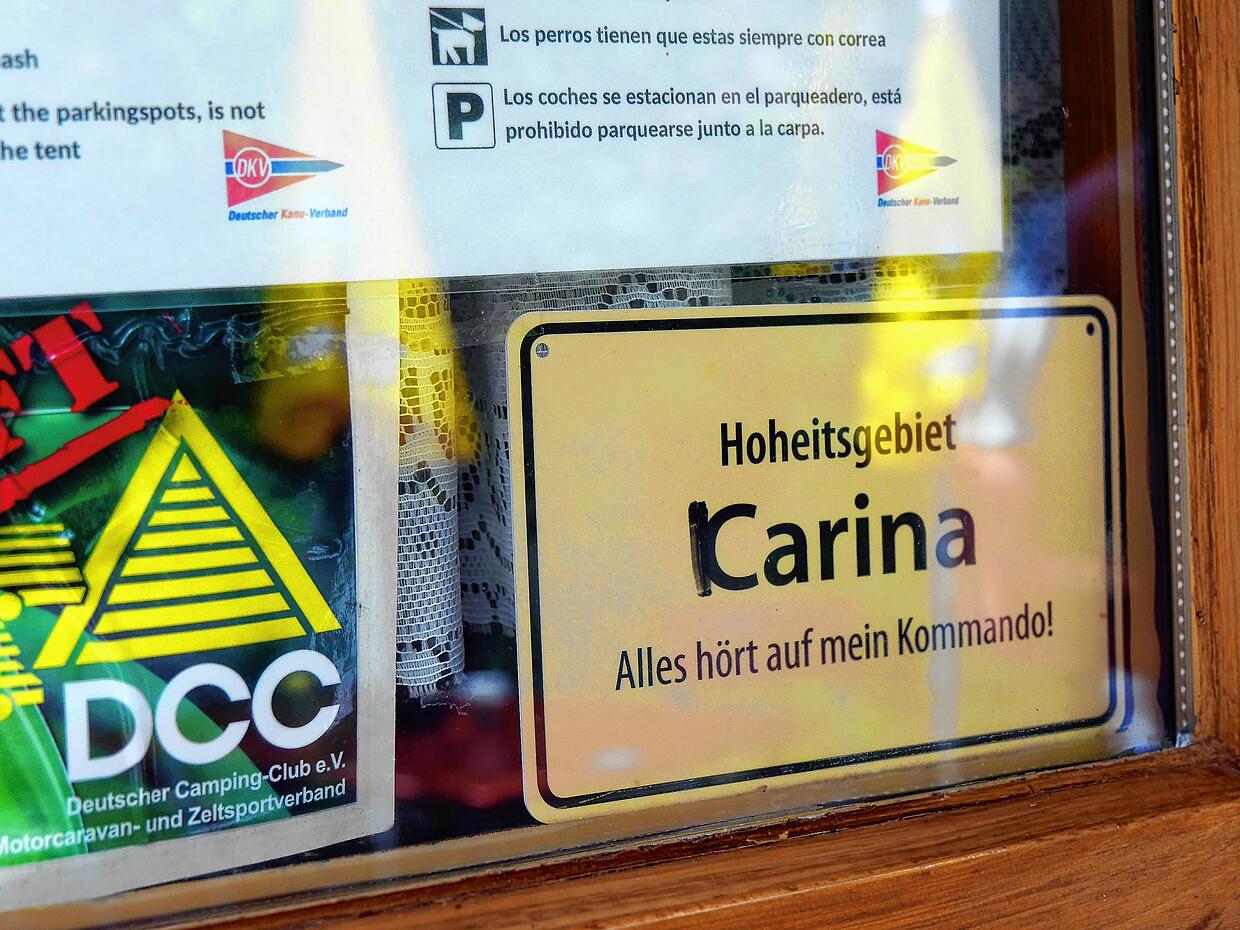 ash
t the parkingspots, is not
he tent
DKV
Deutscher Kanu-Verband
Los perros tienen que estas siempre con correa
P
Los coches se estacionan en el parqueadero, está
prohibido parquearse junto a la carpa.
DKV
Deutscher Kanu-Verband
DCC
Deutscher Camping-Club e.V.
Motorcaravan- und Zeltsportverband
Hoheitsgebiet
Carina
Alles hört auf mein Kommando!